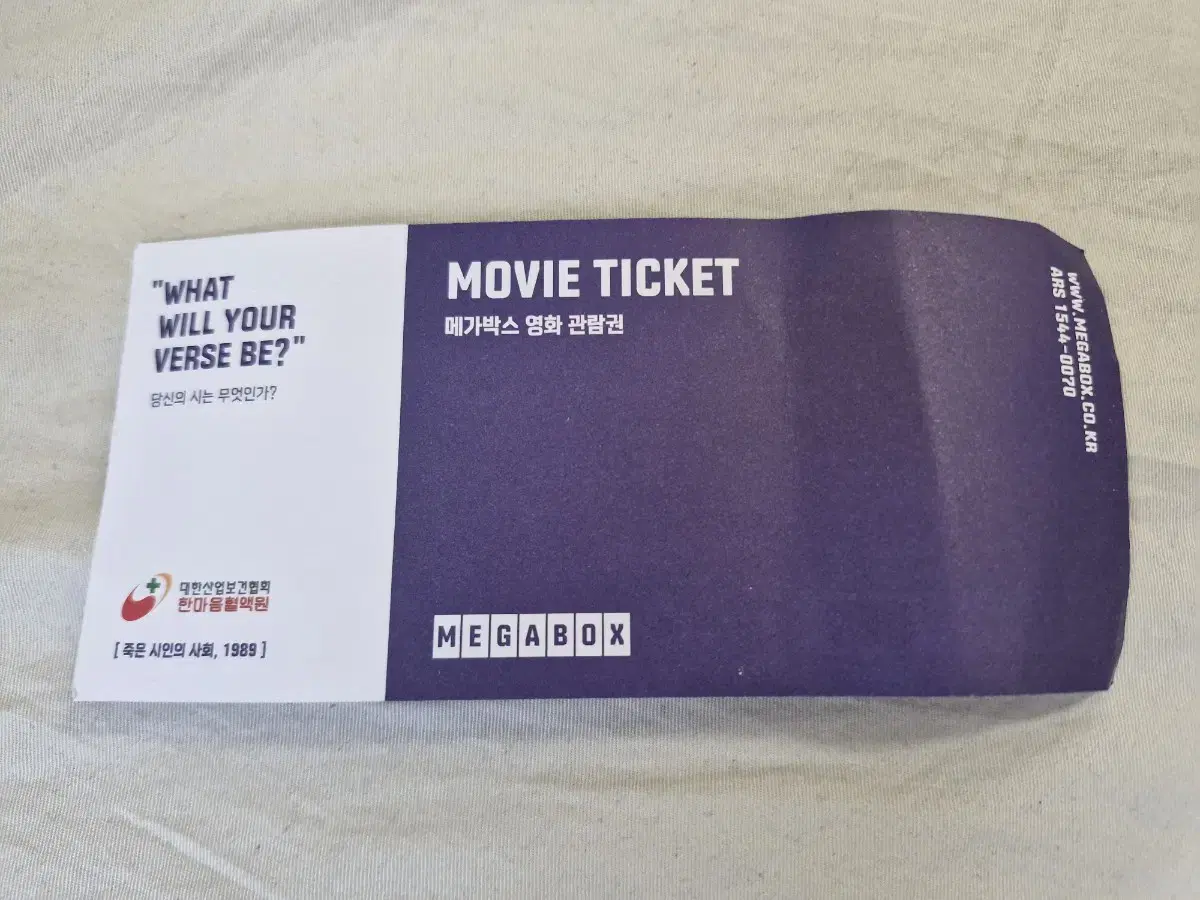 "WHAT
WILL YOUR
VERSE BE?"
당신의 시는 무엇인가?
대한산업보건협회
한마음혈액원
[ 죽은 시인의 사회, 1989 ]
MOVIE TICKET
메가박스 영화 관람권
MEGABOX
WWW.MEGABOX.CO.KR
ARS 1544-0070